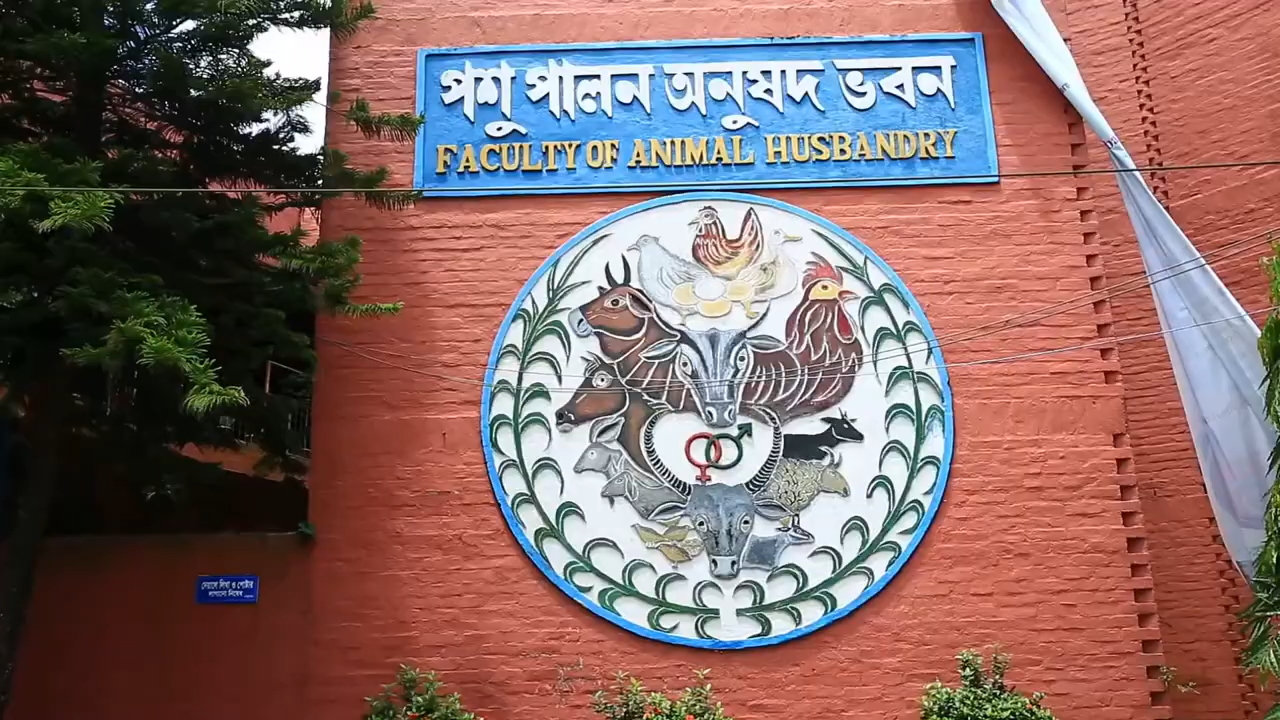 পশু পালন অনুষদ ভবন
FACULTY OF ANIMAL HUSBANDRY
দেয়ালে লিখা ও পোষ্টার
লাগানো নিষেধ